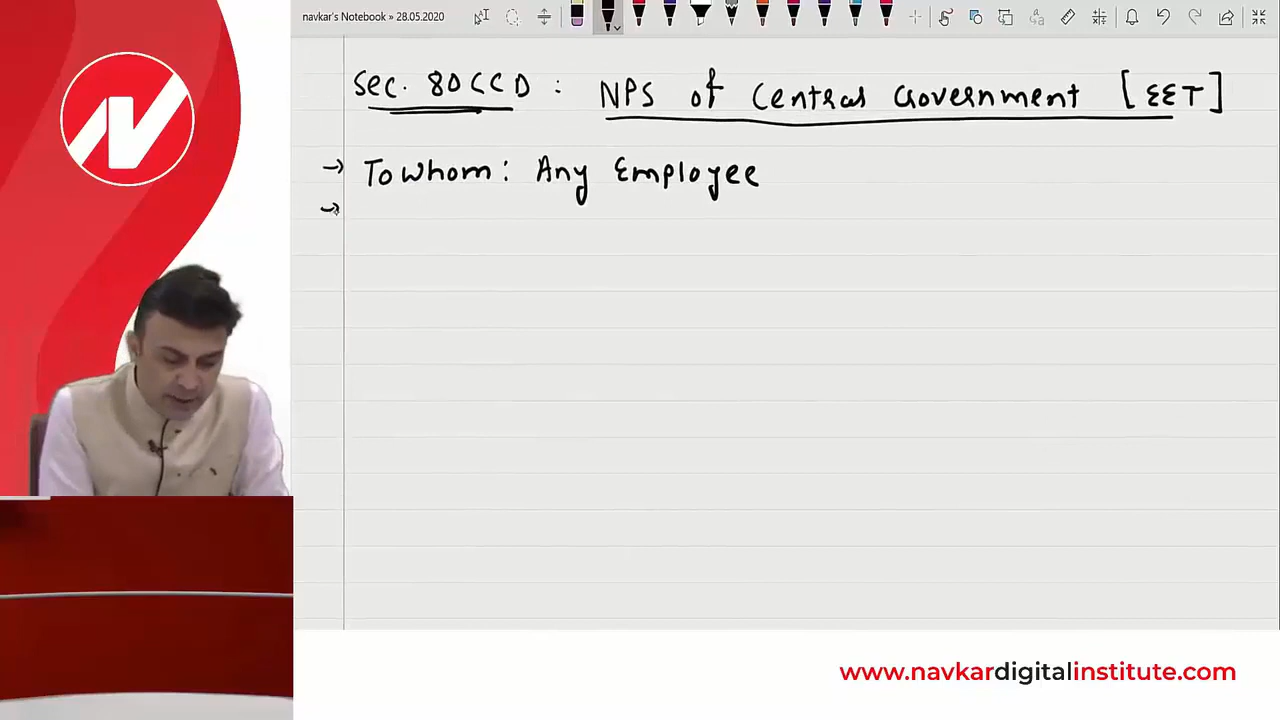 navkar's Notebook » 28.05.2020
Sec. 80CCD : NPS of Central Government [EET]
→ To whom : Any Employee
→
www.navkardigitalinstitute.com